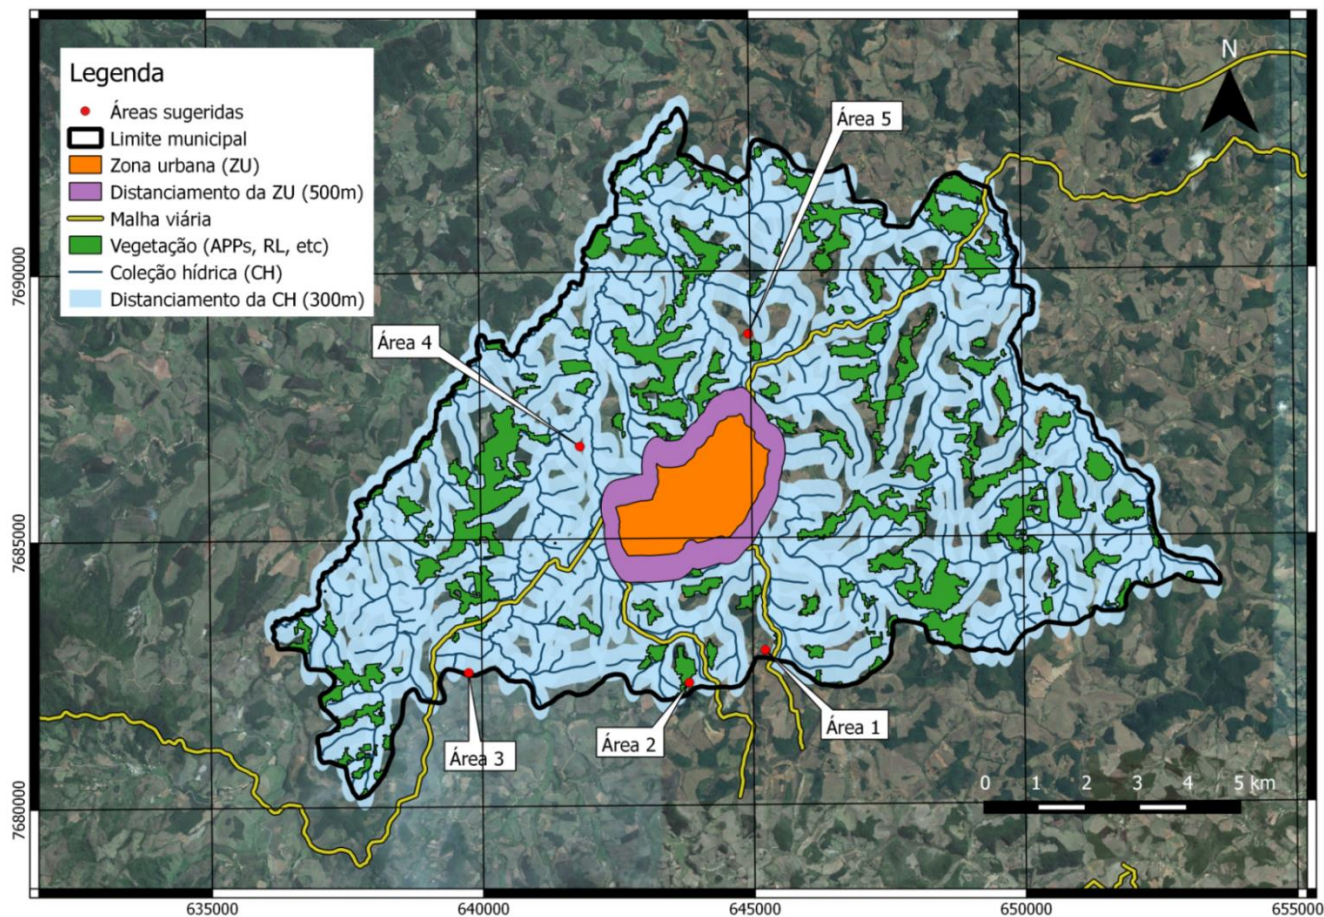 Legenda
Áreas sugeridas
Limite municipal
Zona urbana (ZU)
Distanciamento da ZU (500m)
Malha viária
Vegetação (APPs, RL, etc)
Coleção hídrica (CH)
Distanciamento da CH (300m)
N
Área 5
Área 4
Área 3
Área 2
Área 1
0 1 2 3 4 5 km
7690000
7685000
7680000
635000 640000 645000 650000 655000